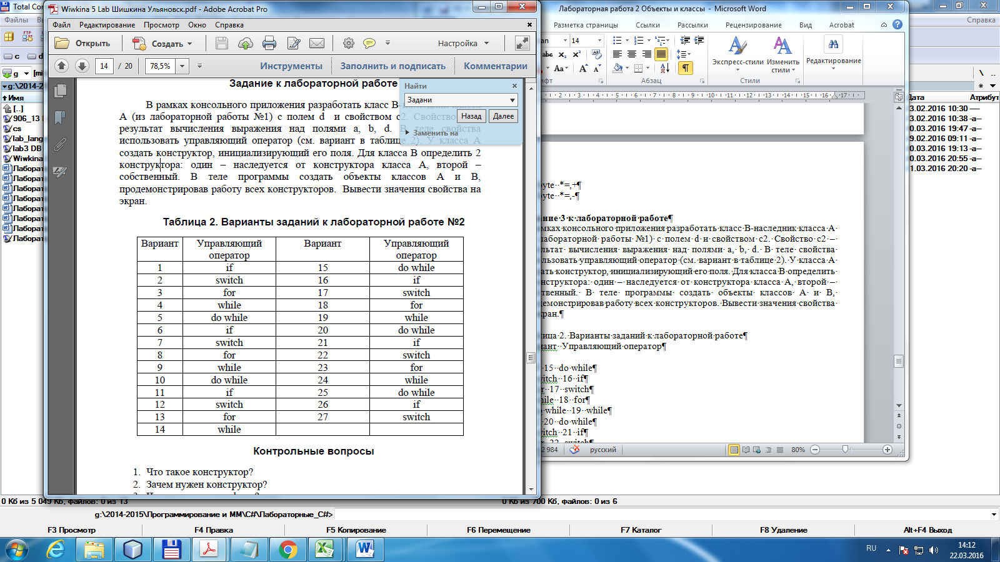 Total Com
Файлы
Справка
c
d
g
g:\2014-2
Имя
[..]
906_13
cs
lab_lang
lab3 DB
Wiwkina
Лаборат
Лаборат
Лаборат
Лаборат
Лаборат
Лаборат
Лаборат
Лаборат
Wiwkina 5 Lab Шишкина Ульяновск.pdf - Adobe Acrobat Pro
Файл Редактирование Просмотр Окно Справка
Открыть Создать Настройка
14 / 20 78,5% Инструменты Заполнить и подписать Комментарии
Задание к лабораторной работе
Найти
Задани
Назад Далее
Заменить на
В рамках консольного приложения разработать класс В-
А (из лабораторной работы №1) с полем d и свойством с2. Свойство
результат вычисления выражения над полями a, b, d. В теле свойства
использовать управляющий оператор (см. вариант в таблице 2). У класса А
создать конструктор, инициализирующий его поля. Для класса В определить 2
конструктора: один – наследуется от конструктора класса А, второй –
собственный. В теле программы создать объекты классов А и В,
продемонстрировав работу всех конструкторов. Вывести значения свойства на
экран.
Таблица 2. Варианты заданий к лабораторной работе №2
Вариант Управляющий оператор Вариант Управляющий оператор
1 if 15 do while
2 switch 16 if
3 for 17 switch
4 while 18 for
5 do while 19 while
6 if 20 do while
7 switch 21 if
8 for 22 switch
9 while 23 for
10 do while 24 while
11 if 25 do while
12 switch 26 if
13 for 27 switch
14 while
Контрольные вопросы
1. Что такое конструктор?
2. Зачем нужен конструктор?
Лабораторная работа 2 Объекты и классы - Microsoft Word
Разметка страницы Ссылки Рассылки Рецензирование Вид Acrobat
14
Абзац
Экспресс-стили
Изменить стили
Стили
Редактирование
yte··*=,+¶
yte··*=,-¶
ние·3·к·лабораторной·работе¶
мках·консольного·приложения·разработать·класс·В-наследник·класса·А·
лабораторной· работы· №1)· с· полем· d· и· свойством· с2.· Свойство· с2· –·
льтат· вычисления· выражения· над· полями· a,· b,· d.· В· теле· свойства·
льзовать·управляющий·оператор·(см.·вариант·в·таблице·2).·У·класса·А·
ать·конструктор,·инициализирующий·его·поля.·Для·класса·В·определить·
нструктора:·один·–·наследуется·от·конструктора·класса·А,·второй·–·
твенный.· В· теле· программы· создать· объекты· классов· А· и· В,·
демонстрировав·работу·всех·конструкторов.·Вывести·значения·свойства·
кран.¶
ица·2.·Варианты·заданий·к·лабораторной·работе¶
иант··Управляющий·оператор¶
15··do·while¶
itch··16··if¶
r··17··switch¶
hile··18··for¶
while··19··while¶
20··do·while¶
itch··21··if¶
22··switch¶
2 984 русский 80%
Дата Атрибут
3.02.2016 10:30 ----
3.02.2016 10:38 -a--
0.03.2016 19:47 -a--
9.02.2016 09:11 -a--
0.03.2016 19:13 -a--
0.03.2016 20:55 -a--
1.03.2016 20:20 -a--
0 Кб из 5 049 Кб, файлов: 0 из 13
0 Кб из 700 Кб, файлов: 0 из 6
g:\2014-2015\Программирование и ММ\C#\Лабораторные_C#>
F3 Просмотр F4 Правка F5 Копирование F6 Перемещение F7 Каталог F8 Удаление Alt+F4 Выход
RU 14:12
22.03.2016